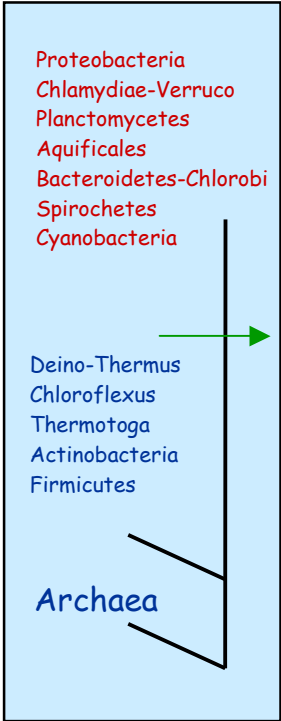 Proteobacteria
Chlamydiae-Verruco
Planctomycetes
Aquificales
Bacteroidetes-Chlorobi
Spirochetes
Cyanobacteria
Deino-Thermus
Chloroflexus
Thermotoga
Actinobacteria
Firmicutes
Archaea